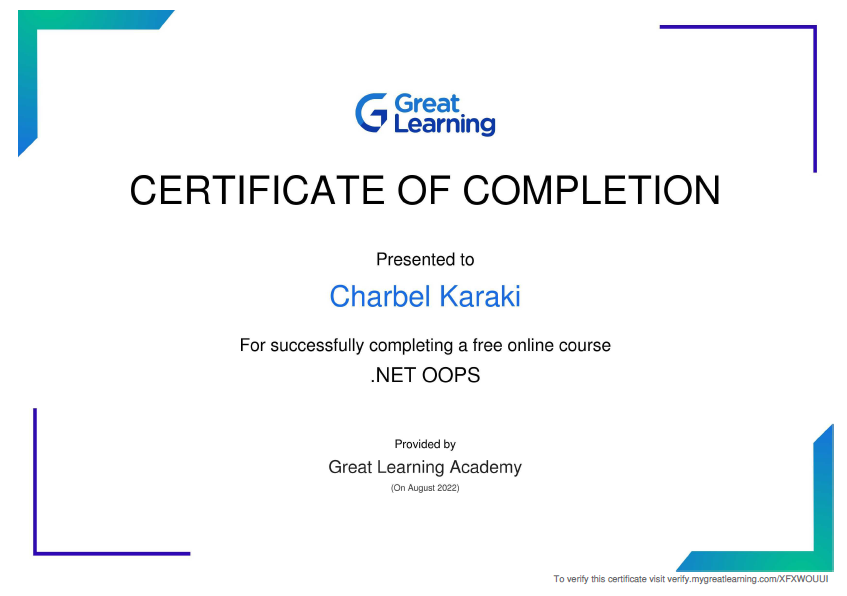 Great
Learning
CERTIFICATE OF COMPLETION
Presented to
Charbel Karaki
For successfully completing a free online course
.NET OOPS
Provided by
Great Learning Academy
(On August 2022)
To verify this certificate visit verify.mygreatlearning.com/XFXWOUUI